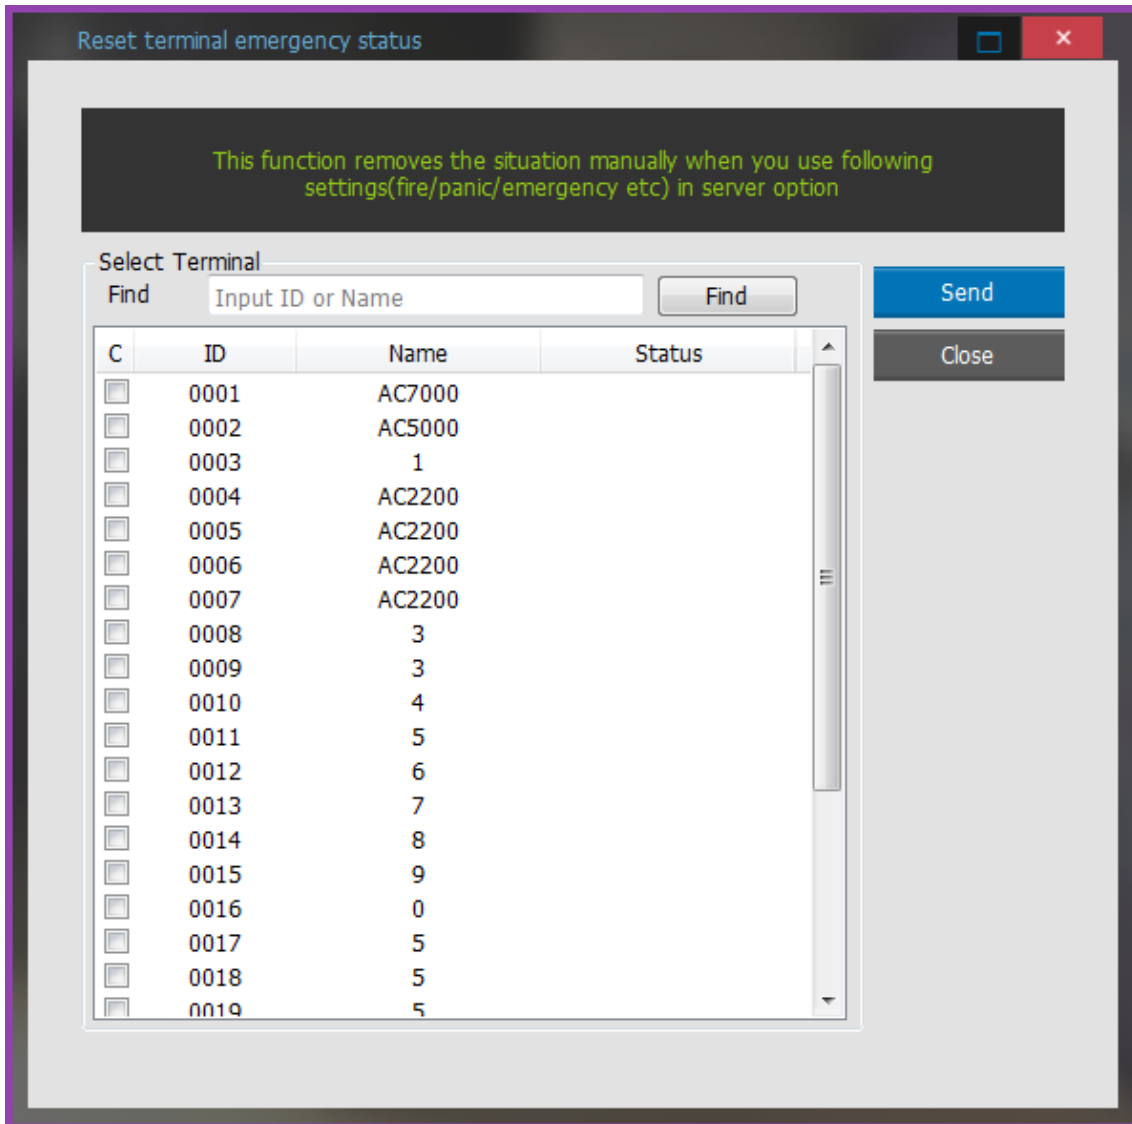 Reset terminal emergency status
This function removes the situation manually when you use following
settings(fire/panic/emergency etc) in server option
Select Terminal
Find Input ID or Name Find Send
C ID Name Status Close
0001 AC7000
0002 AC5000
0003 1
0004 AC2200
0005 AC2200
0006 AC2200
0007 AC2200
0008 3
0009 3
0010 4
0011 5
0012 6
0013 7
0014 8
0015 9
0016 0
0017 5
0018 5
0019 5